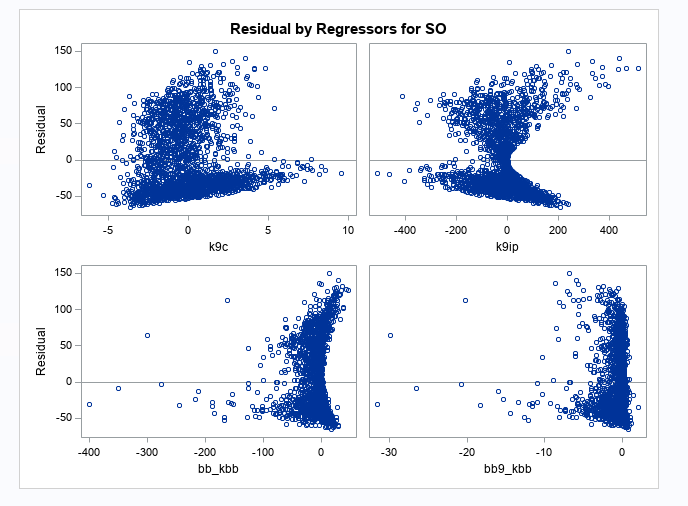 Residual by Regressors for SO
150
100
50
0
-50
Residual
-5 0 5 10
k9c
-400 -200 0 200 400
k9ip
150
100
50
0
-50
Residual
-400 -300 -200 -100 0
bb_kbb
-30 -20 -10 0
bb9_kbb